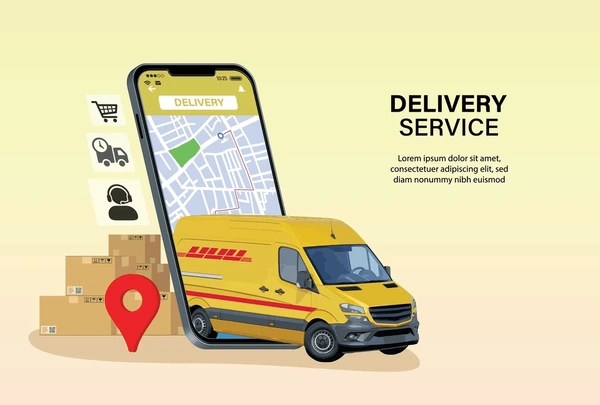 10:25
DELIVERY
DELIVERY
SERVICE
Lorem ipsum dolor sit amet,
consectetuer adipiscing elit, sed
diam nonummy nibh euismod